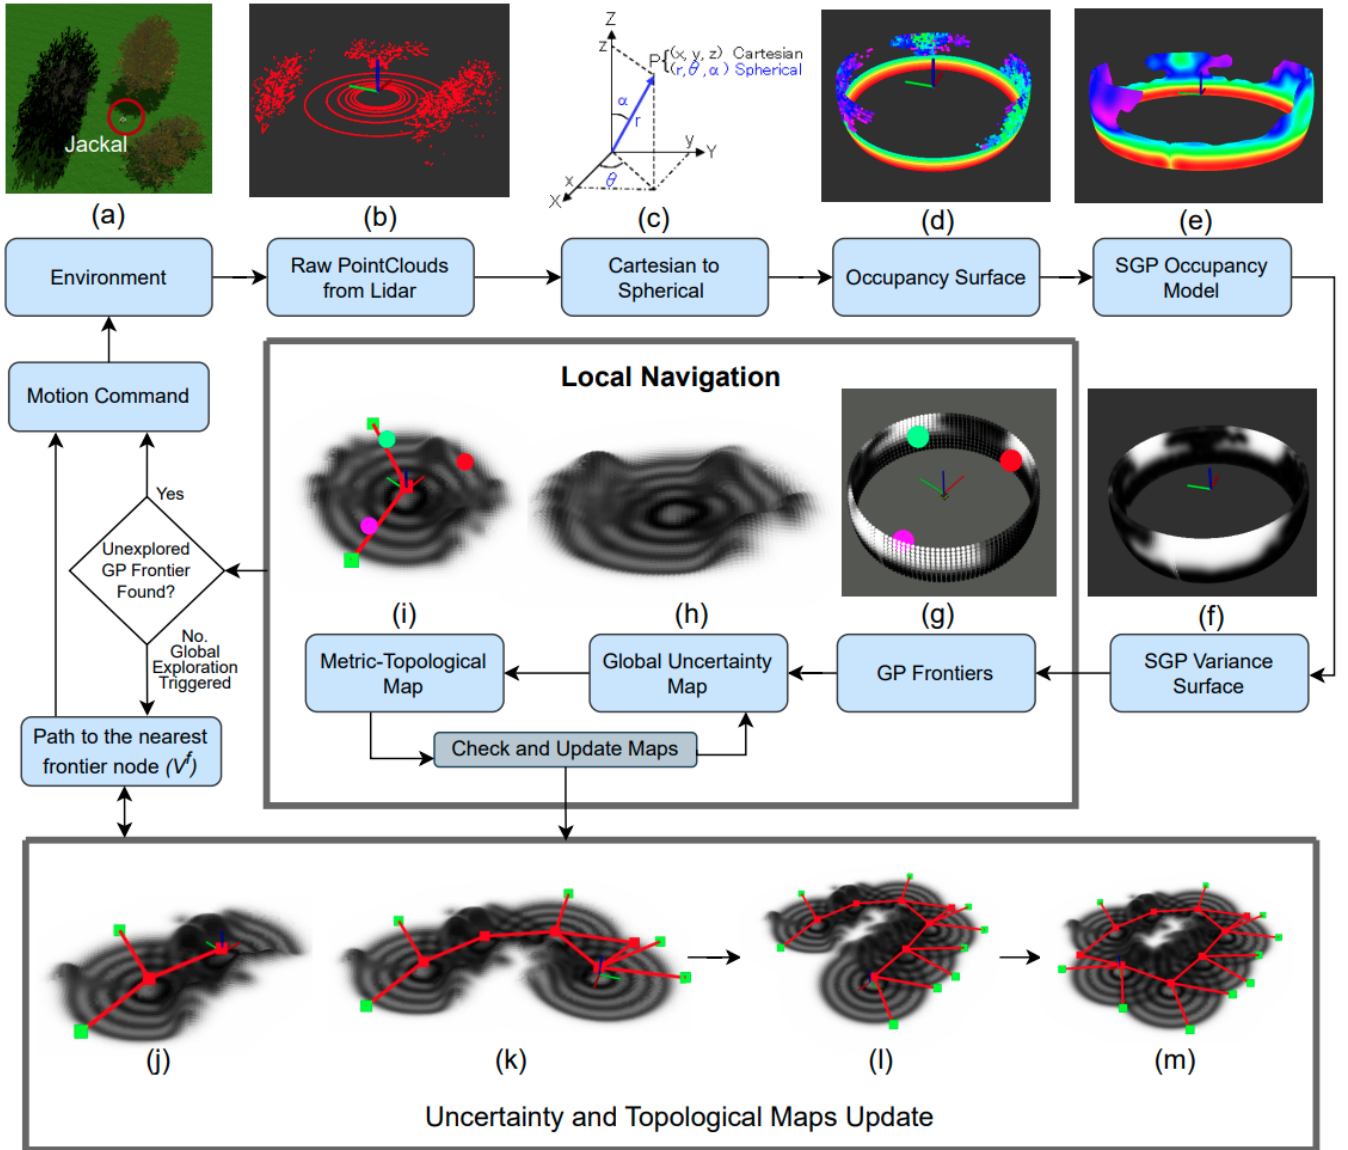 Jackal
Z
z
P{(x, y, z) Cartesian
(r, θ, α) Spherical
α
r
y
Y
x
θ
X
(a)
(b)
(c)
(d)
(e)
Environment
Raw PointClouds
from Lidar
Cartesian to
Spherical
Occupancy Surface
SGP Occupancy
Model
Motion Command
Local Navigation
Yes
Unexplored
GP Frontier
Found?
No.
Global
Exploration
Triggered
(i)
(h)
(g)
(f)
Metric-Topological
Map
Global Uncertainty
Map
GP Frontiers
SGP Variance
Surface
Check and Update Maps
Path to the nearest
frontier node (Vᶠ)
(j)
(k)
(l)
(m)
Uncertainty and Topological Maps Update